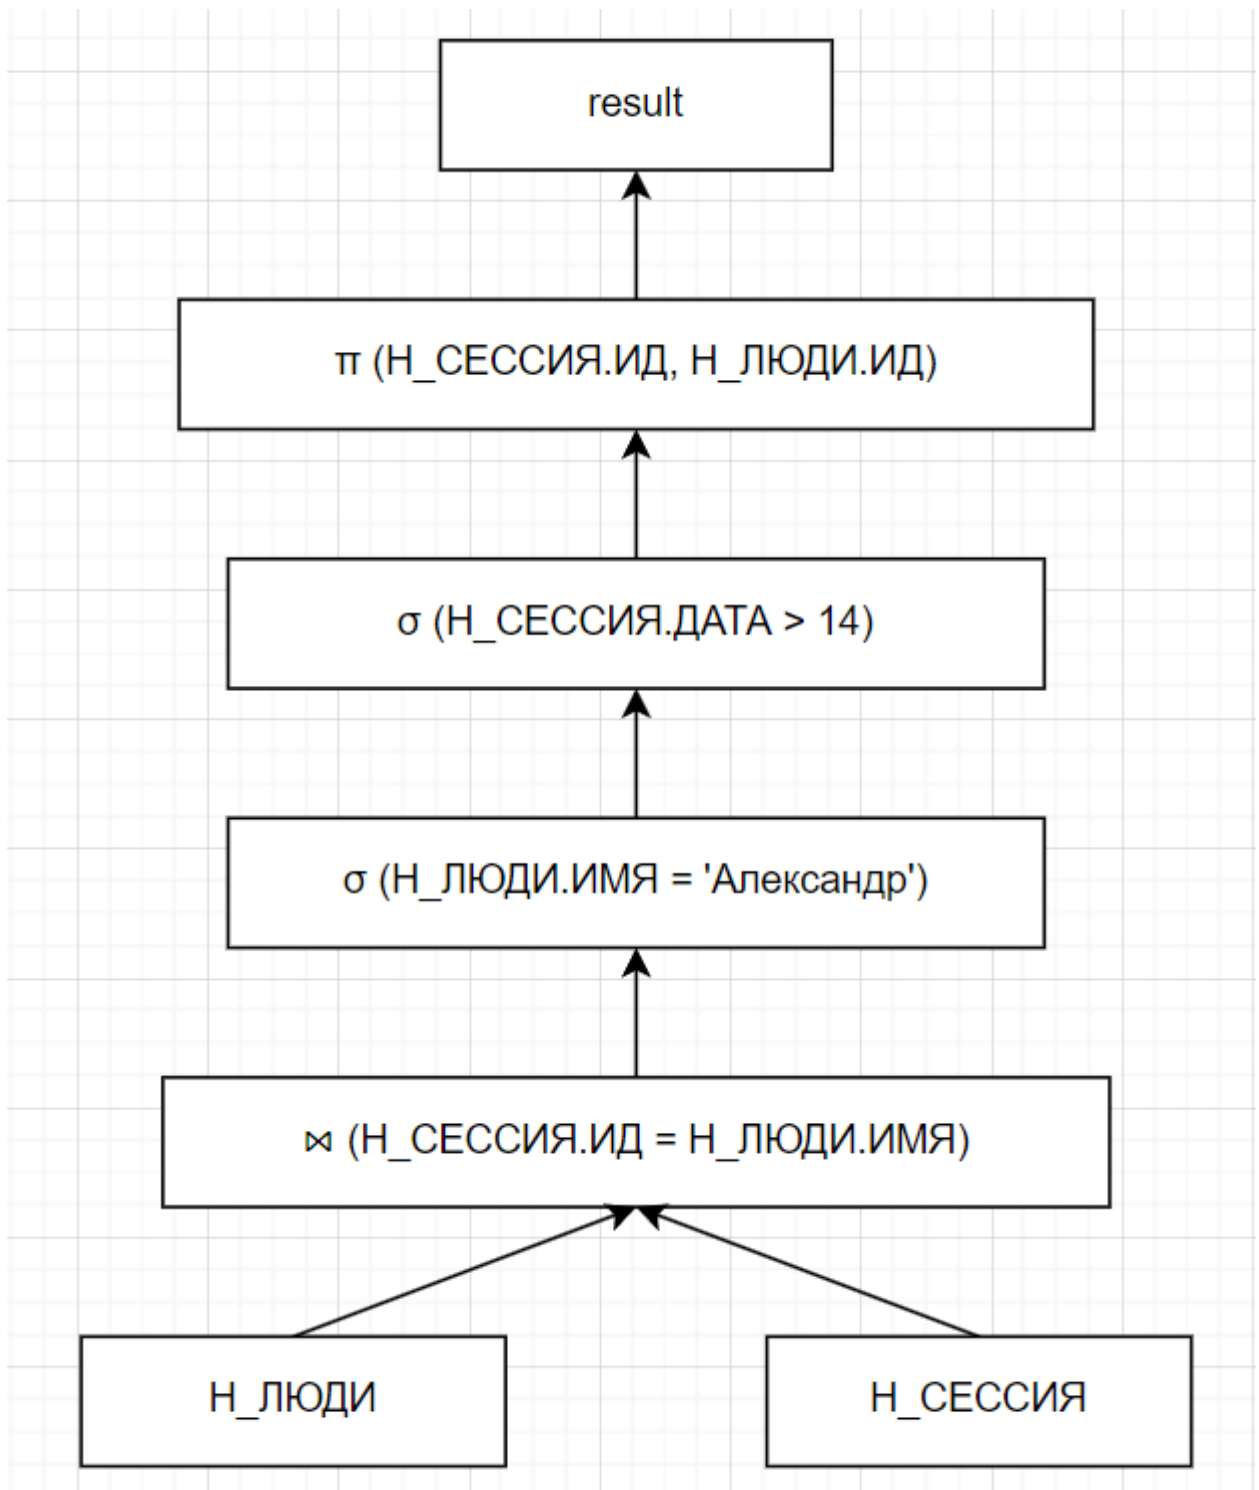 result
π (Н_СЕССИЯ.ИД, Н_ЛЮДИ.ИД)
σ (Н_СЕССИЯ.ДАТА > 14)
σ (Н_ЛЮДИ.ИМЯ = 'Александр')
⋈ (Н_СЕССИЯ.ИД = Н_ЛЮДИ.ИМЯ)
Н_ЛЮДИ
Н_СЕССИЯ